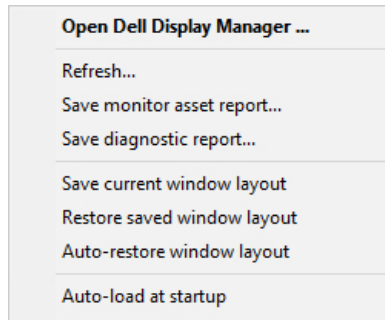 Open Dell Display Manager ...
Refresh...
Save monitor asset report...
Save diagnostic report...
Save current window layout
Restore saved window layout
Auto-restore window layout
Auto-load at startup